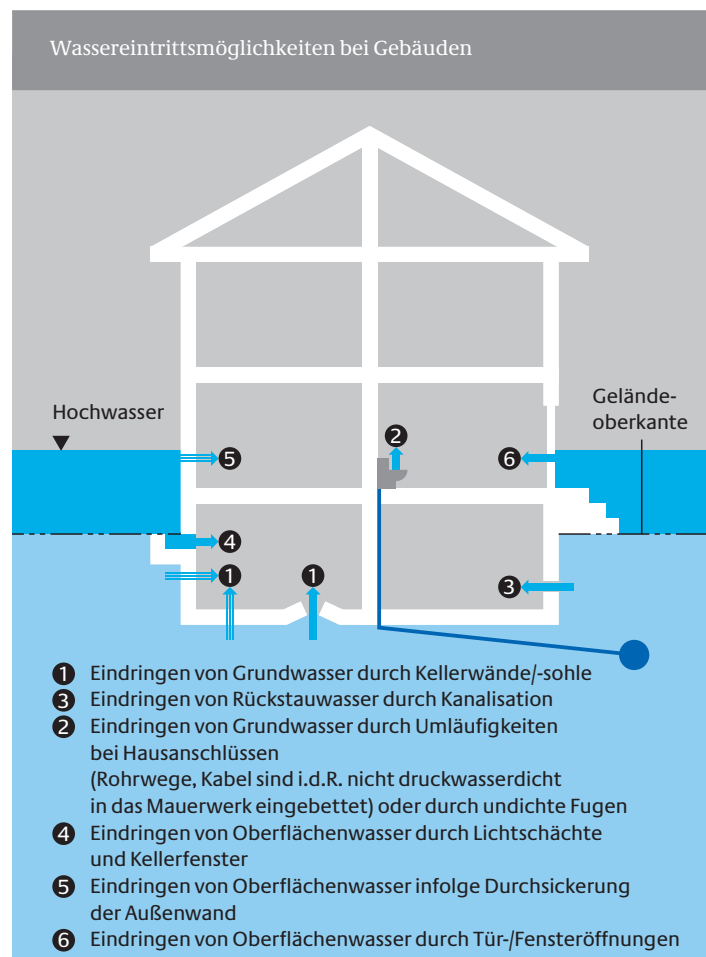 Wassereintrittsmöglichkeiten bei Gebäuden
Hochwasser
Gelände-
oberkante
2
5
6
4
1
1
3
1 Eindringen von Grundwasser durch Kellerwände/-sohle
3 Eindringen von Rückstauwasser durch Kanalisation
2 Eindringen von Grundwasser durch Umläufigkeiten
bei Hausanschlüssen
(Rohrwege, Kabel sind i.d.R. nicht druckwasserdicht
in das Mauerwerk eingebettet) oder durch undichte Fugen
4 Eindringen von Oberflächenwasser durch Lichtschächte
und Kellerfenster
5 Eindringen von Oberflächenwasser infolge Durchsickerung
der Außenwand
6 Eindringen von Oberflächenwasser durch Tür-/Fensteröffnungen